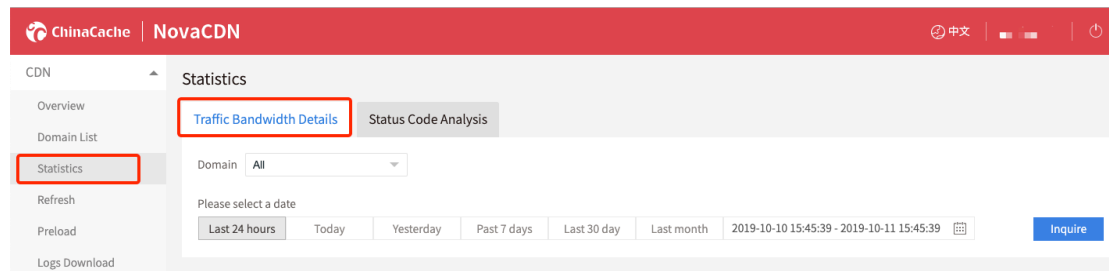 ChinaCache NovaCDN 中文
CDN
Overview
Domain List
Statistics
Refresh
Preload
Logs Download
Statistics
Traffic Bandwidth Details Status Code Analysis
Domain All
Please select a date
Last 24 hours Today Yesterday Past 7 days Last 30 day Last month 2019-10-10 15:45:39 - 2019-10-11 15:45:39 Inquire